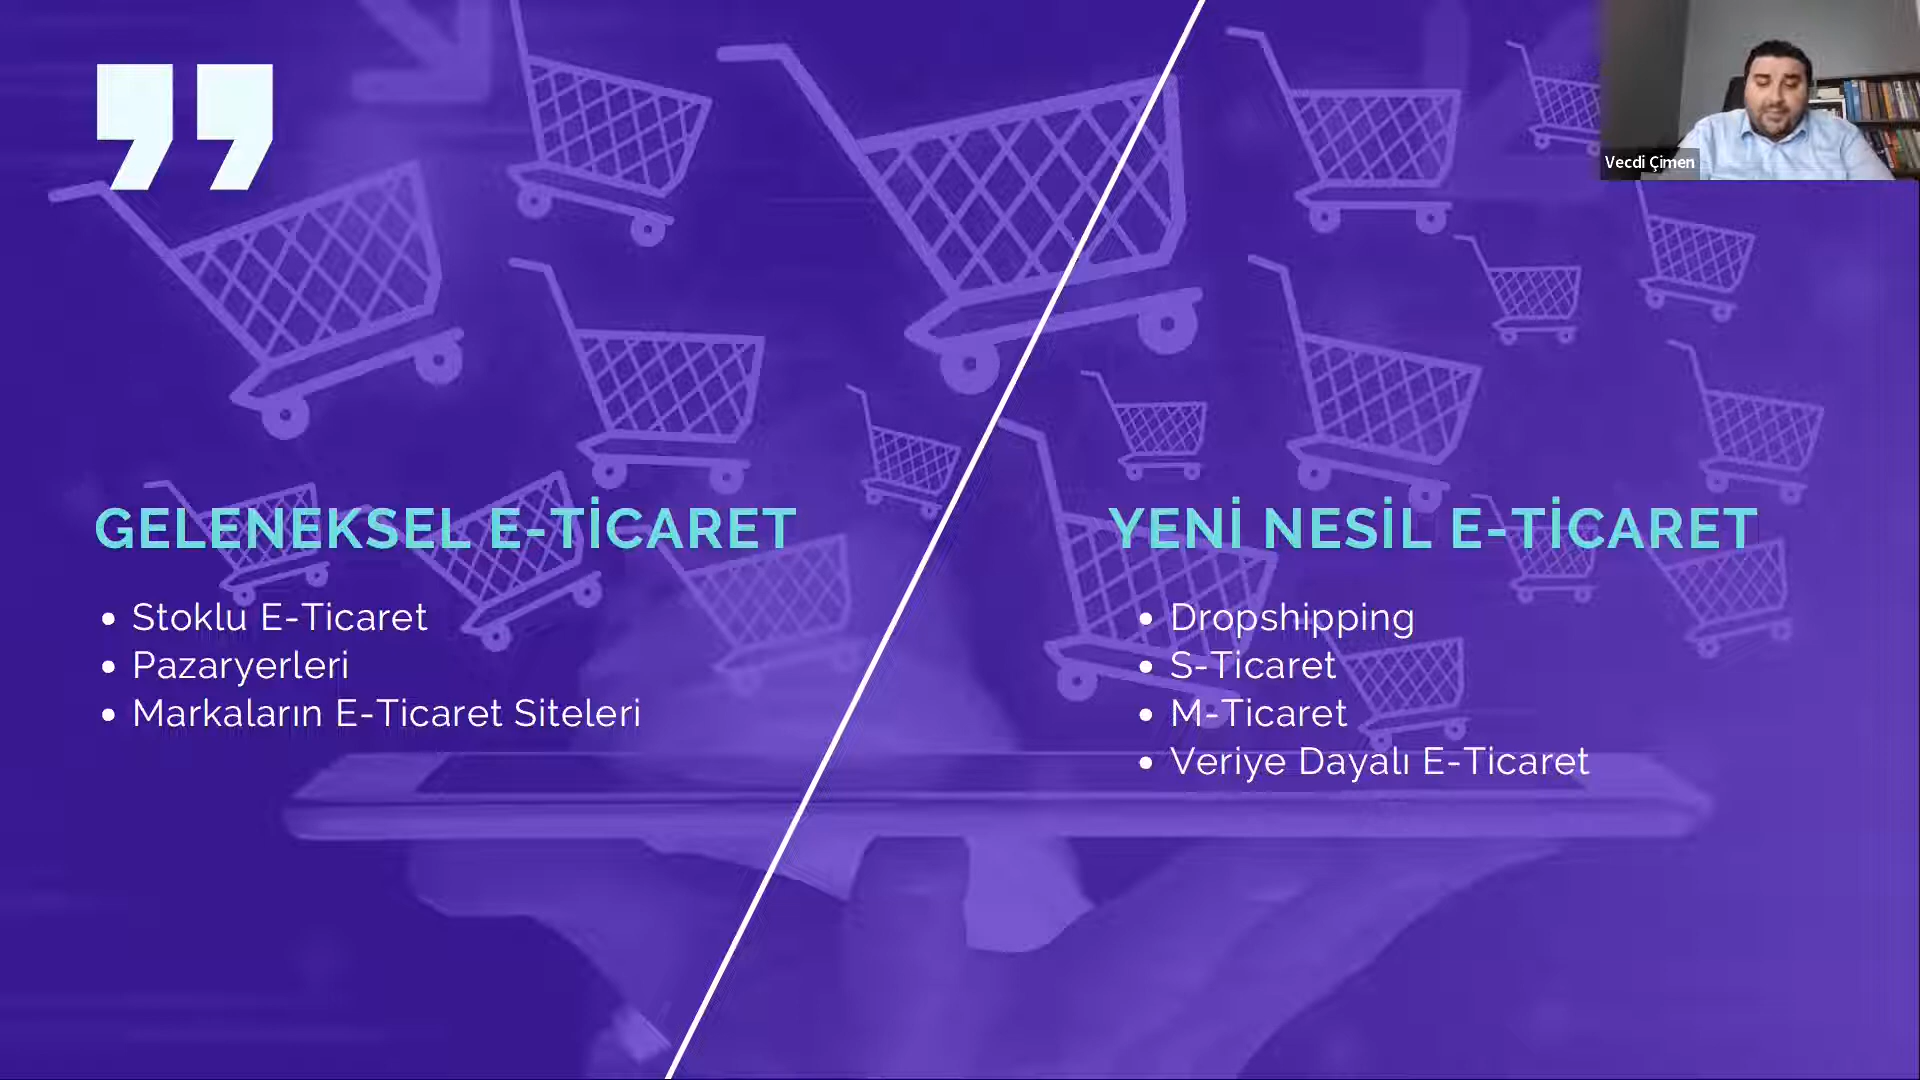 Vecdi Çimen
GELENEKSEL E-TİCARET
• Stoklu E-Ticaret
• Pazaryerleri
• Markaların E-Ticaret Siteleri
YENİ NESİL E-TİCARET
• Dropshipping
• S-Ticaret
• M-Ticaret
• Veriye Dayalı E-Ticaret